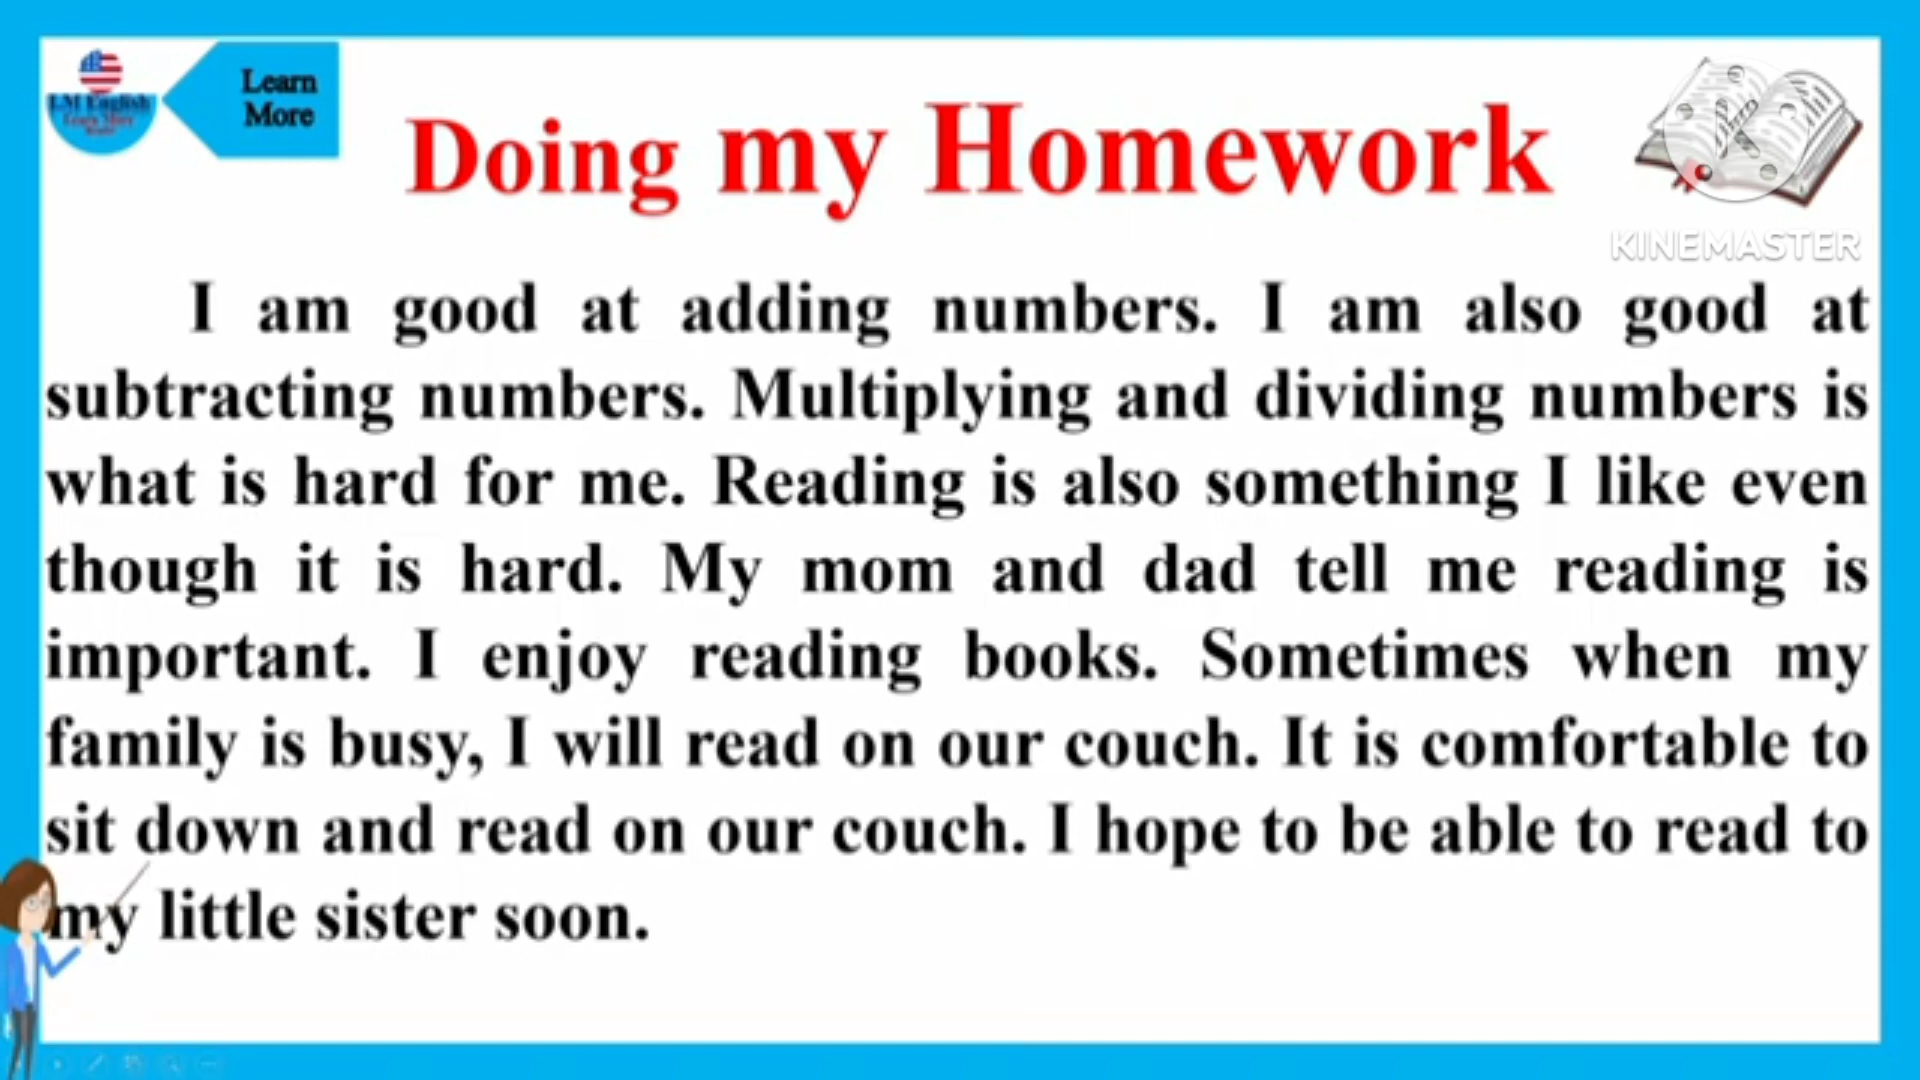 LM English
Learn More
Learn
More
Doing my Homework
KINEMASTER
I am good at adding numbers. I am also good at
subtracting numbers. Multiplying and dividing numbers is
what is hard for me. Reading is also something I like even
though it is hard. My mom and dad tell me reading is
important. I enjoy reading books. Sometimes when my
family is busy, I will read on our couch. It is comfortable to
sit down and read on our couch. I hope to be able to read to
my little sister soon.